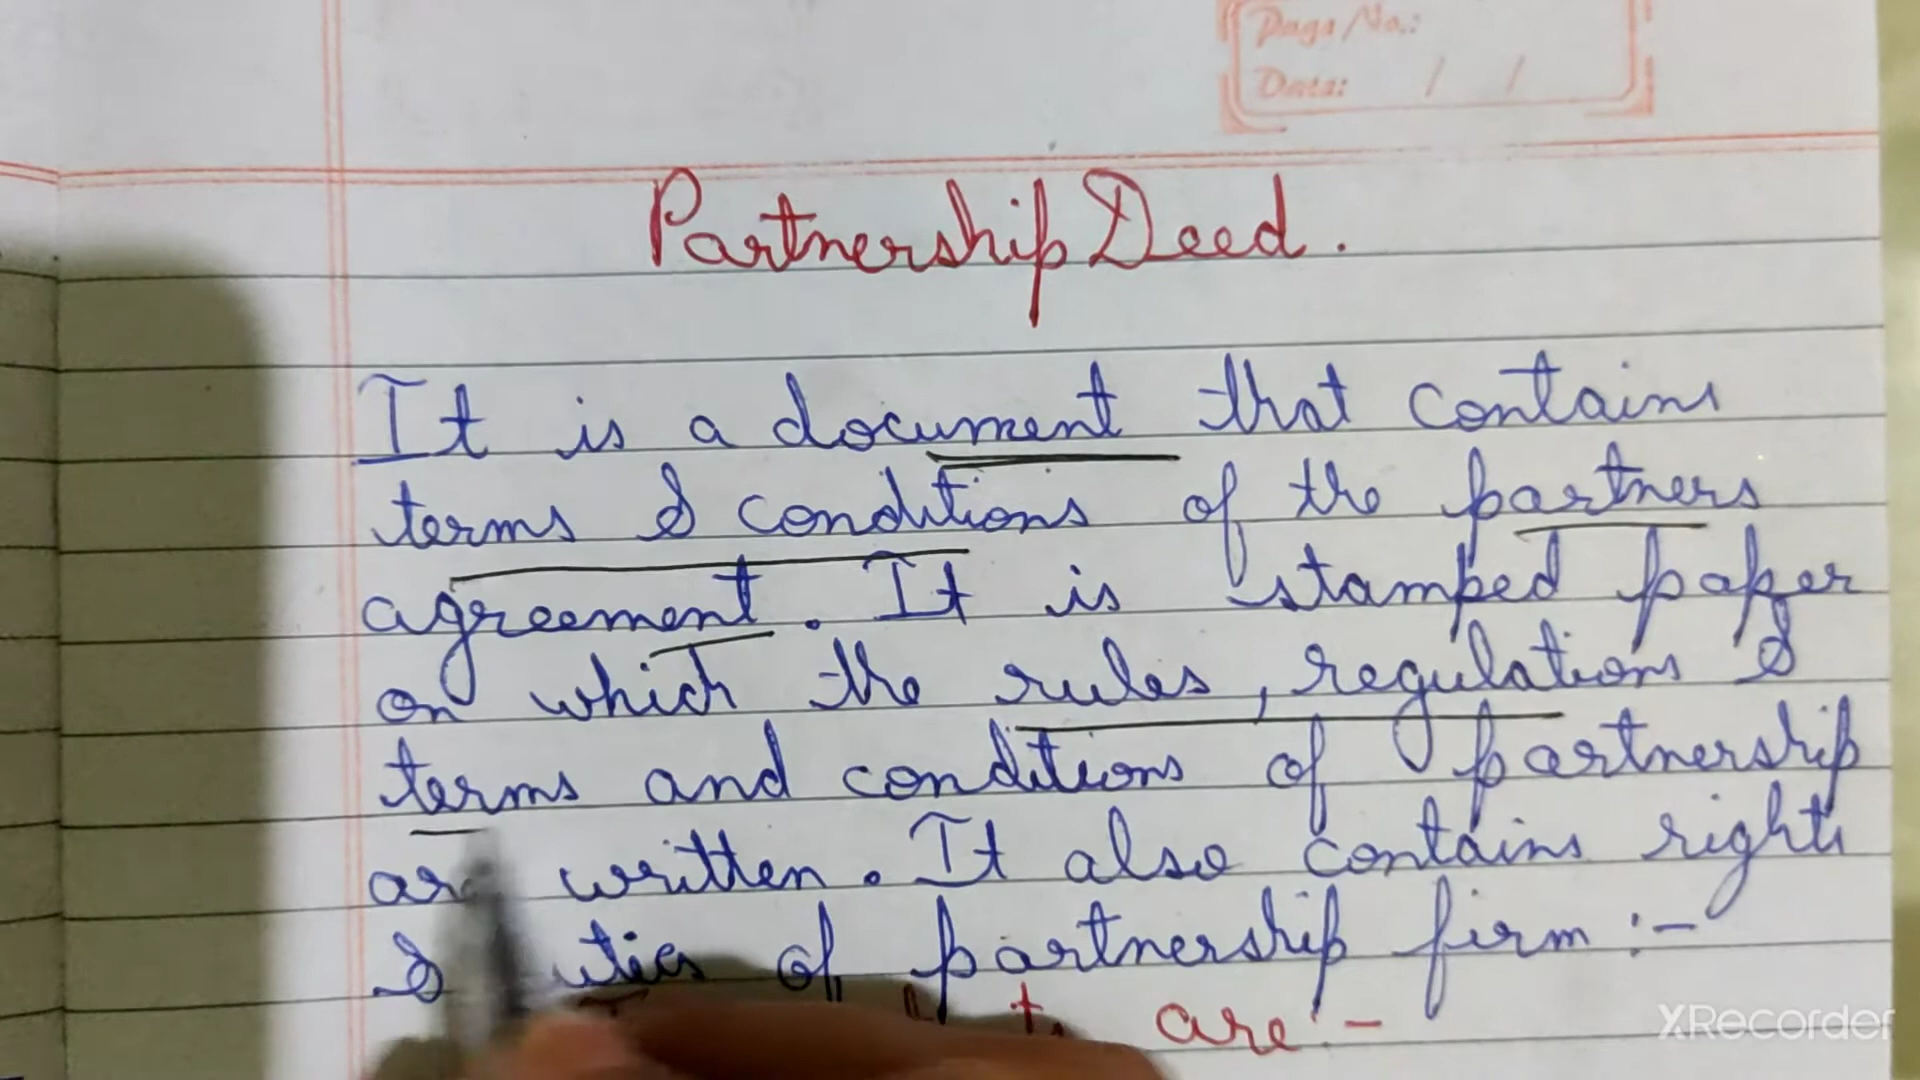 Page No.:
Date: / /
Partnership Deed.
It is a document that contains
terms & conditions of the partners
agreement. It is stamped paper
on which the rules, regulations &
terms and conditions of partnership
are written. It also contains rights
& of partnership firm :-
are :-
XRecorder